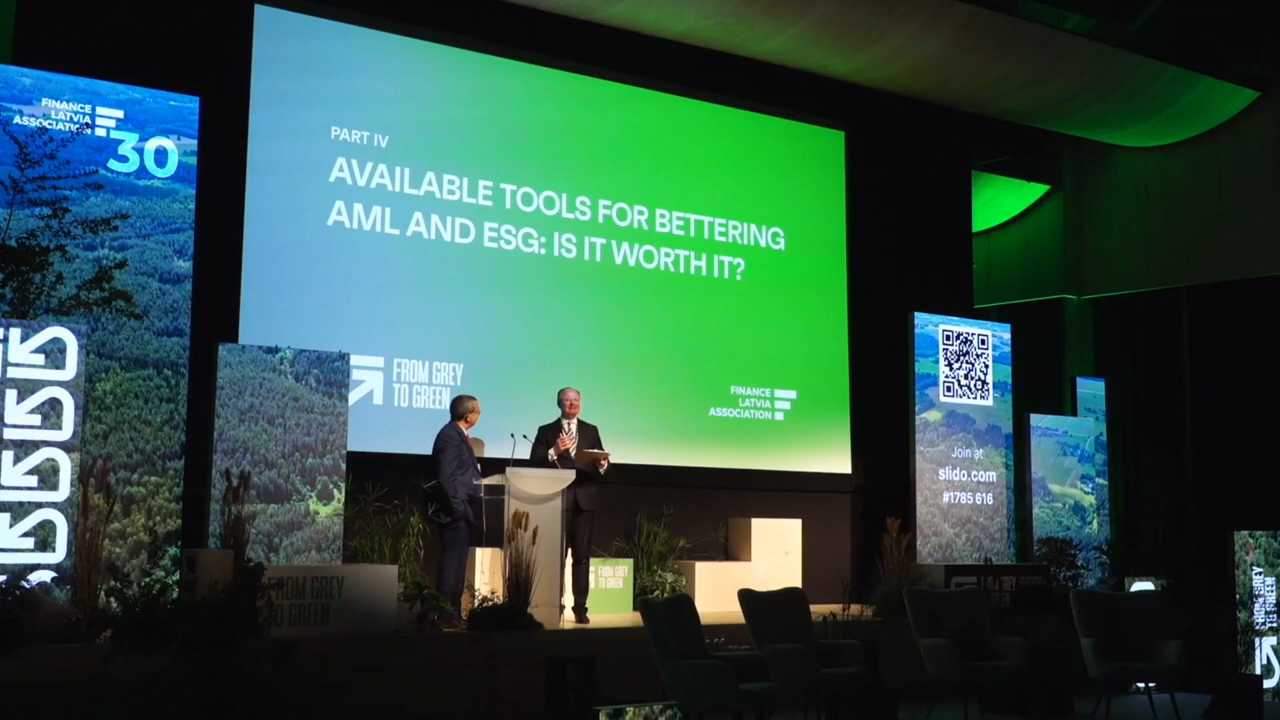 FINANCE
LATVIA
ASSOCIATION
30
PART IV
AVAILABLE TOOLS FOR BETTERING
AML AND ESG: IS IT WORTH IT?
FROM GREY
TO GREEN
FINANCE
LATVIA
ASSOCIATION
Join at
slido.com
#1785 616
FROM GREY
TO GREEN
FROM GREY
TO GREEN
FROM GREY
TO GREEN